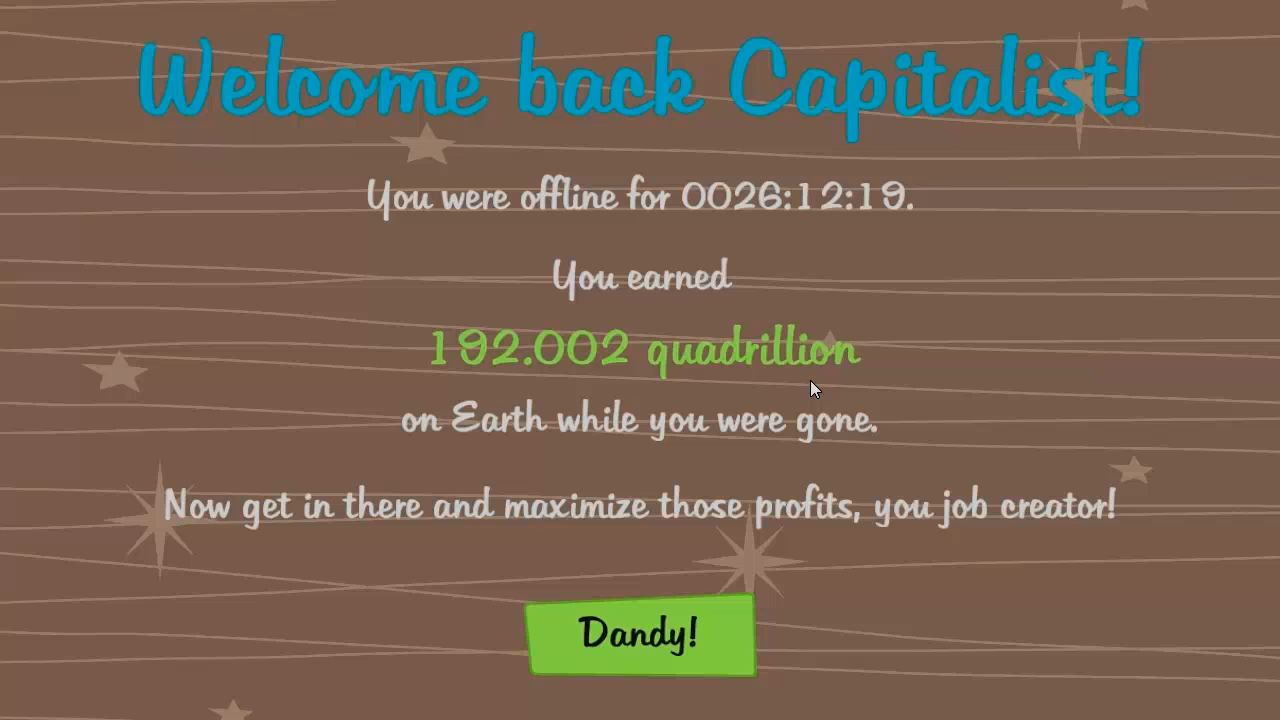 Welcome back Capitalist!
You were offline for 0026:12:19.
You earned
192.002 quadrillion
on Earth while you were gone.
Now get in there and maximize those profits, you job creator!
Dandy!